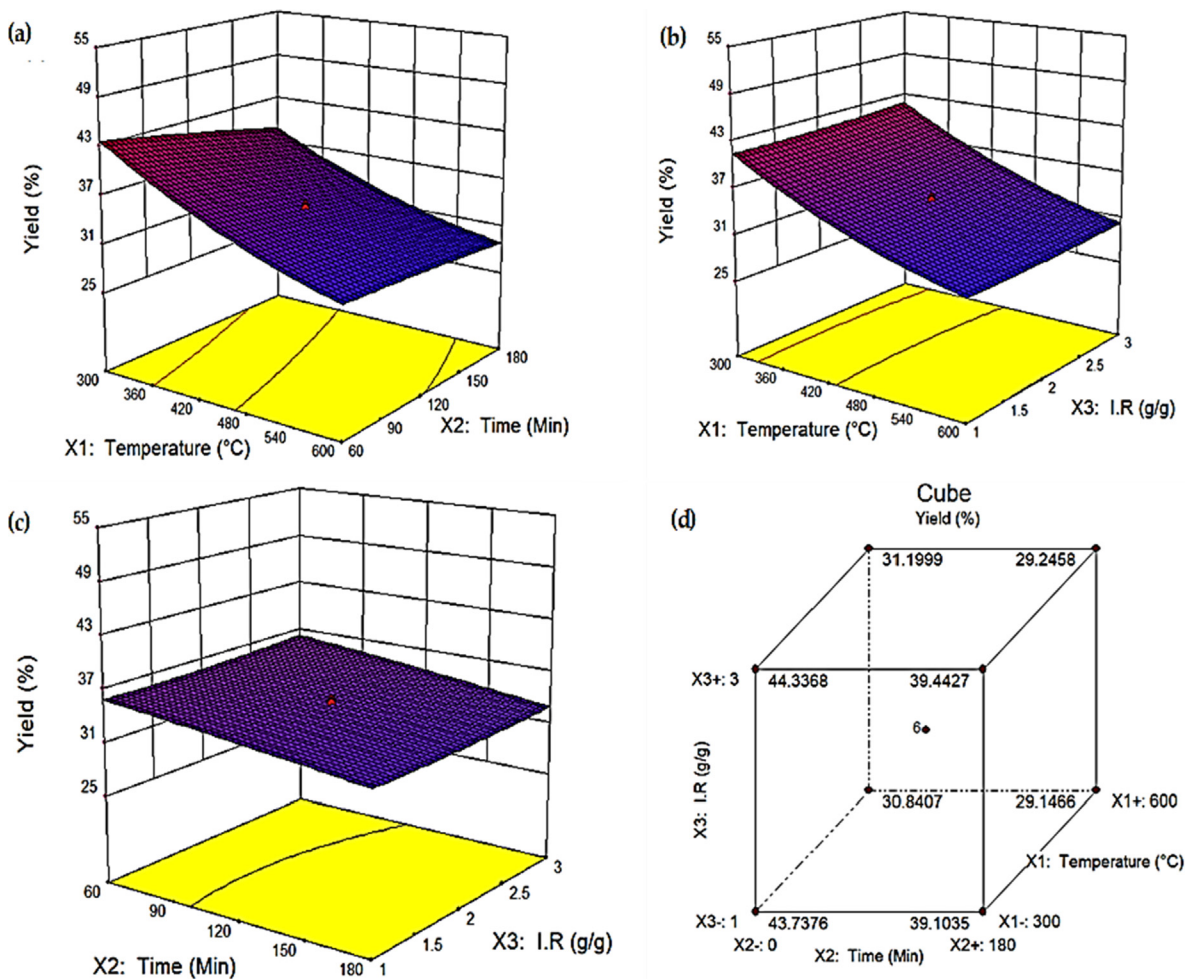 (a)
55
49
43
37
31
25
Yield (%)
300
360
420
480
540
600
60
90
120
150
180
X1: Temperature (°C)
X2: Time (Min)
(b)
55
49
43
37
31
25
Yield (%)
300
360
420
480
540
600
1
1.5
2
2.5
3
X1: Temperature (°C)
X3: I.R (g/g)
(c)
55
49
43
37
31
25
Yield (%)
60
90
120
150
180
1
1.5
2
2.5
3
X2: Time (Min)
X3: I.R (g/g)
(d)
Cube
Yield (%)
31.1999 29.2458
X3+: 3 44.3368 39.4427
6
X3: I.R (g/g)
30.8407 29.1466 X1+: 600
X1: Temperature (°C)
X3-: 1 43.7376 39.1035 X1-: 300
X2-: 0 X2: Time (Min) X2+: 180